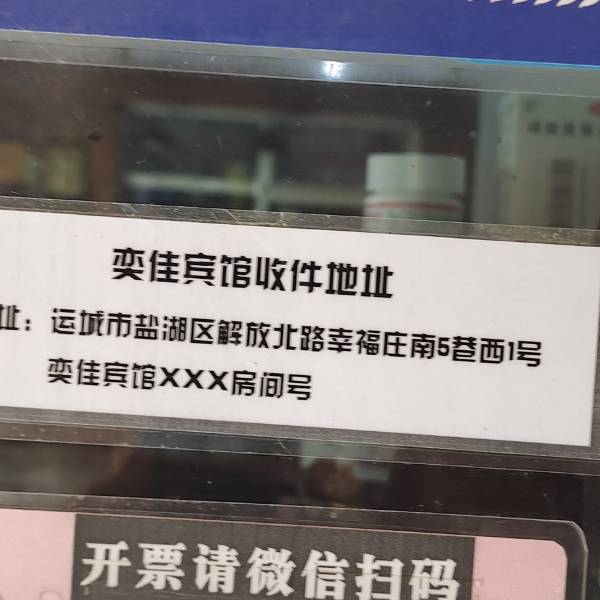 奕佳宾馆收件地址
址：运城市盐湖区解放北路幸福庄南5巷西1号
奕佳宾馆XXX房间号
开票请微信扫码